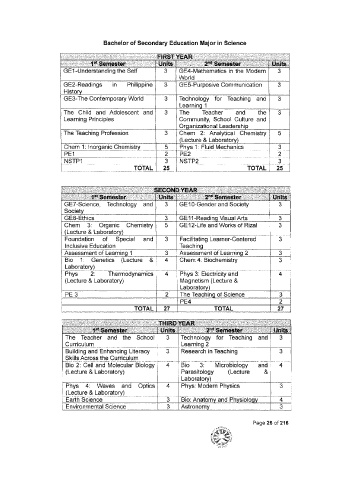 Bachelor of Secondary Education Major in Science
FIRST YEAR
1st Semester Units 2nd Semester Units
GE1-Understanding the Self 3 GE4-Mathematics in the Modern 3
World
GE2-Readings in Philippine 3 GE5-Purposive Communication 3
History
GE3-The Contemporary World 3 Technology for Teaching and 3
Learning 1
The Child and Adolescent and 3 The Teacher and the 3
Learning Principles Community, School Culture and
Organizational Leadership
The Teaching Profession 3 Chem 2: Analytical Chemistry 5
(Lecture & Laboratory)
Chem 1: Inorganic Chemistry 5 Phys 1: Fluid Mechanics 3
PE1 2 PE2 2
NSTP1 3 NSTP2 3
TOTAL 25 TOTAL 25
SECOND YEAR
1st Semester Units 2nd Semester Units
GE7-Science, Technology and 3 GE10-Gender and Society 3
Society
GE8-Ethics 3 GE11-Reading Visual Arts 3
Chem 3: Organic Chemistry 5 GE12-Life and Works of Rizal 3
(Lecture & Laboratory)
Foundation of Special and 3 Facilitating Learner-Centered 3
Inclusive Education Teaching
Assessment of Learning 1 3 Assessment of Learning 2 3
Bio 1: Genetics (Lecture & 4 Chem 4: Biochemistry 3
Laboratory)
Phys 2: Thermodynamics 4 Phys 3: Electricity and 4
(Lecture & Laboratory) Magnetism (Lecture &
Laboratory)
PE 3 2 The Teaching of Science 3
PE4 2
TOTAL 27 TOTAL 27
THIRD YEAR
1st Semester Units 2nd Semester Units
The Teacher and the School 3 Technology for Teaching and 3
Curriculum Learning 2
Building and Enhancing Literacy 3 Research in Teaching 3
Skills Across the Curriculum
Bio 2: Cell and Molecular Biology 4 Bio 3: Microbiology and 4
(Lecture & Laboratory) Parasitology (Lecture &
Laboratory)
Phys 4: Waves and Optics 4 Phys: Modern Physics 3
(Lecture & Laboratory)
Earth Science 3 Bio: Anatomy and Physiology 4
Environmental Science 3 Astronomy 3
Page 25 of 216